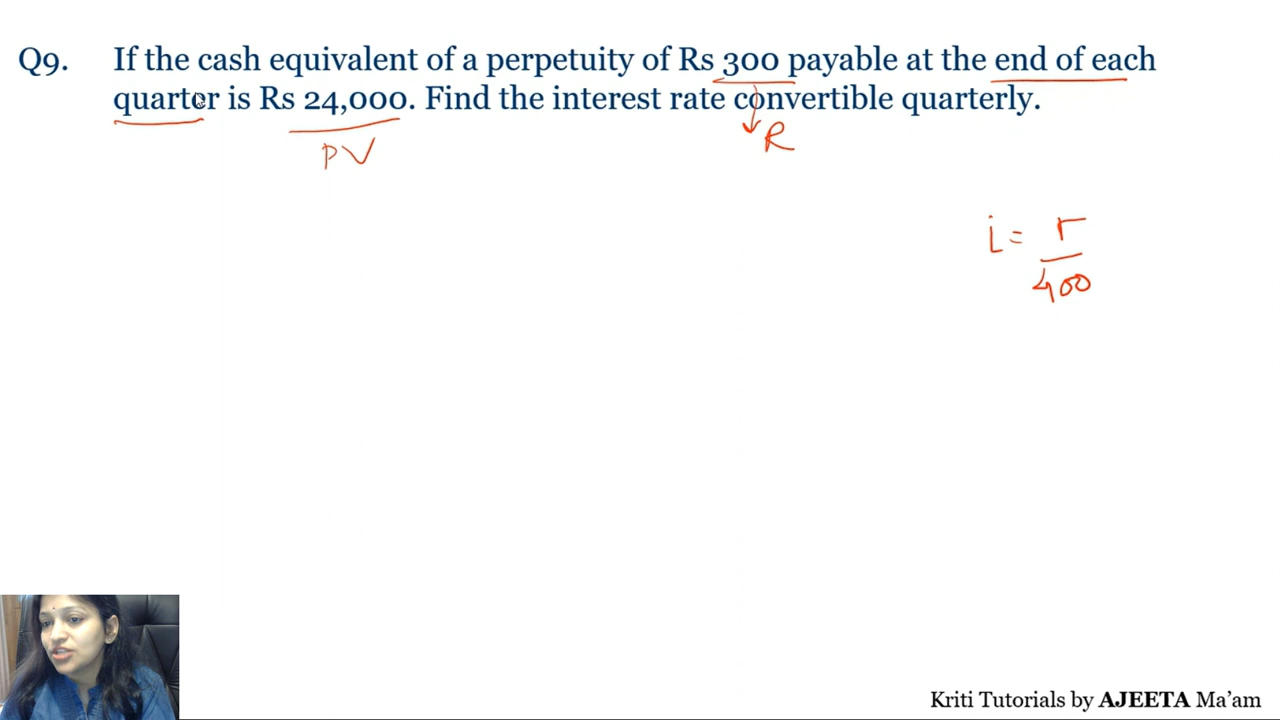 Q9. If the cash equivalent of a perpetuity of Rs 300 payable at the end of each
quarter is Rs 24,000. Find the interest rate convertible quarterly.
PV
R
i = r
400
Kriti Tutorials by AJEETA Ma'am